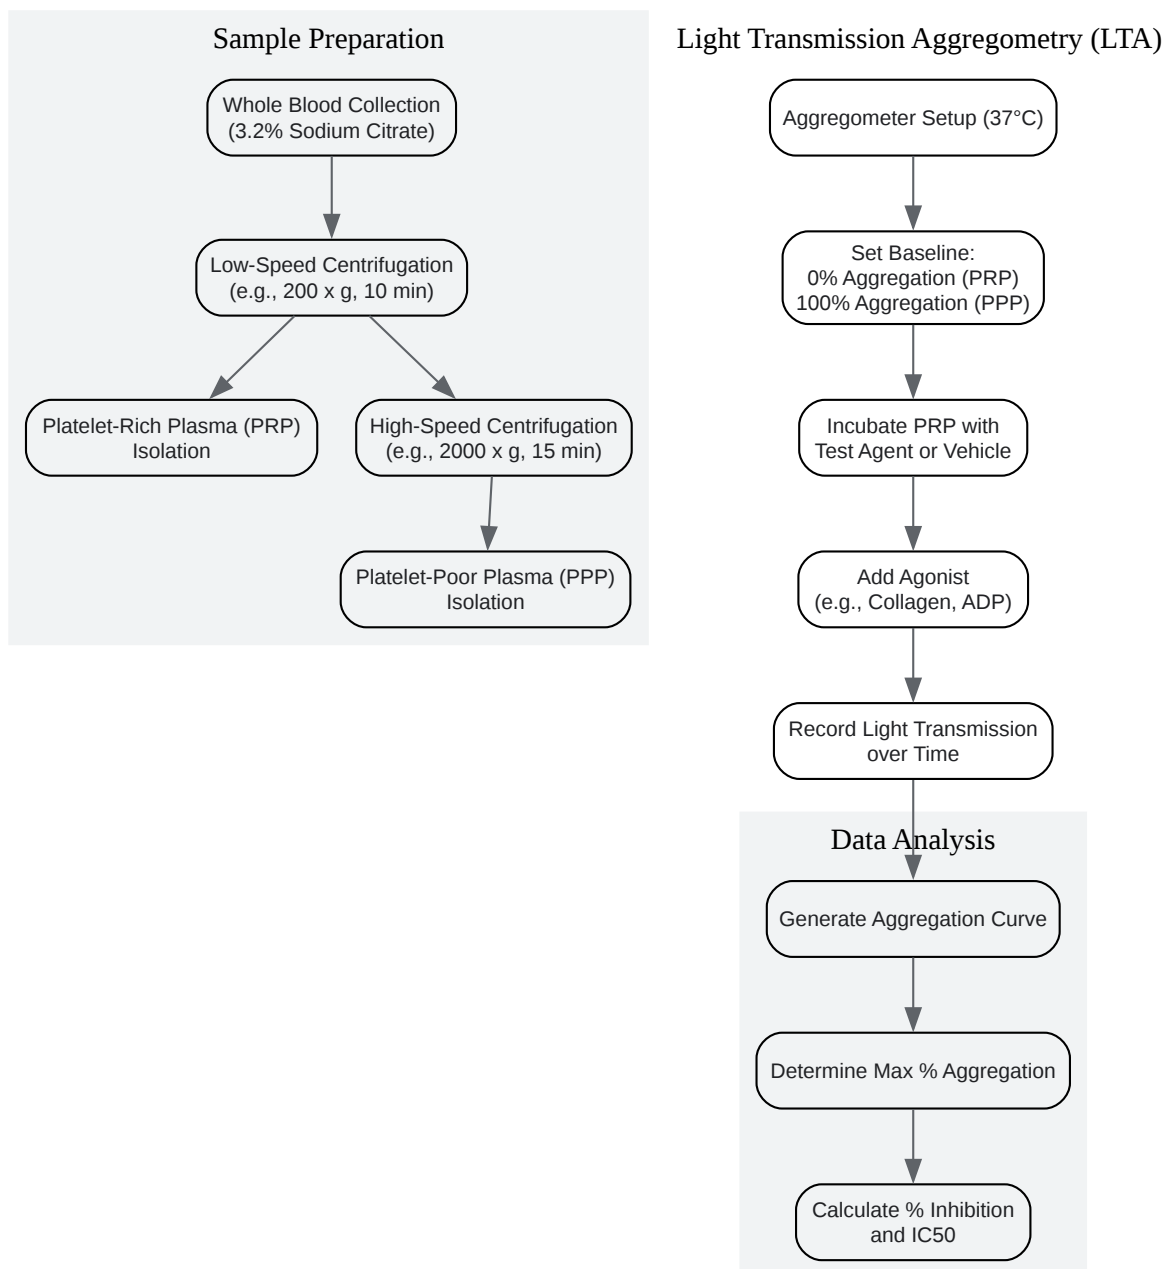 Sample Preparation
Whole Blood Collection
(3.2% Sodium Citrate)
Low-Speed Centrifugation
(e.g., 200 x g, 10 min)
Platelet-Rich Plasma (PRP)
Isolation
High-Speed Centrifugation
(e.g., 2000 x g, 15 min)
Platelet-Poor Plasma (PPP)
Isolation
Light Transmission Aggregometry (LTA)
Aggregometer Setup (37°C)
Set Baseline:
0% Aggregation (PRP)
100% Aggregation (PPP)
Incubate PRP with
Test Agent or Vehicle
Add Agonist
(e.g., Collagen, ADP)
Record Light Transmission
over Time
Data Analysis
Generate Aggregation Curve
Determine Max % Aggregation
Calculate % Inhibition
and IC50